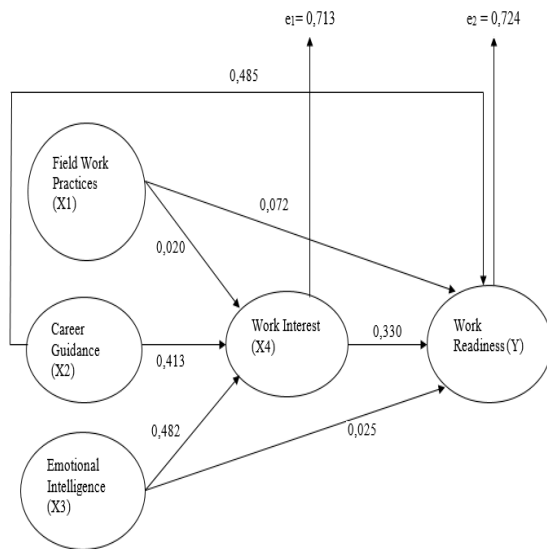 e₁= 0,713
e₂ = 0,724
0,485
Field Work
Practices
(X1)
0,072
0,020
Career
Guidance
(X2)
0,413
Work Interest
(X4)
0,330
Work
Readiness (Y)
0,482
0,025
Emotional
Intelligence
(X3)